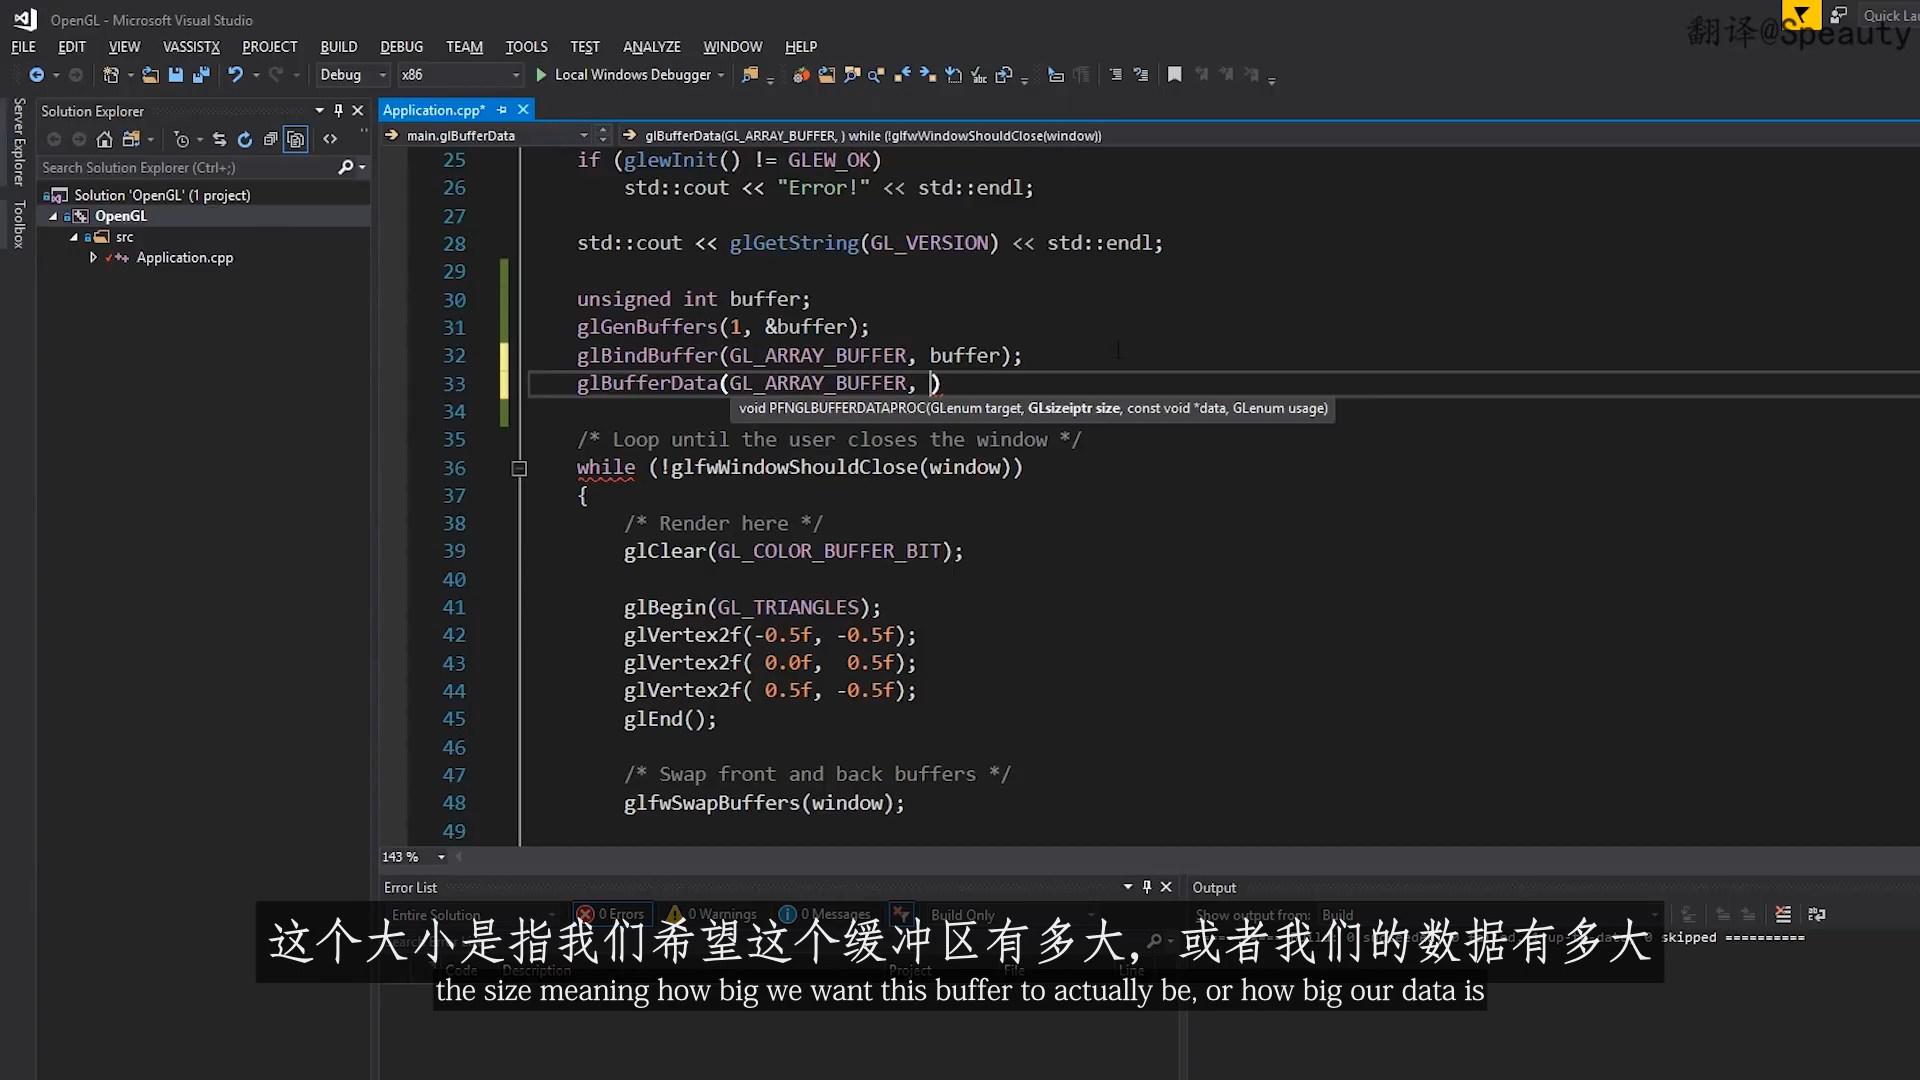 OpenGL - Microsoft Visual Studio
Quick Lau
翻译@Speauty
FILE EDIT VIEW VASSISTX PROJECT BUILD DEBUG TEAM TOOLS TEST ANALYZE WINDOW HELP
Debug x86 Local Windows Debugger
Server Explorer
Toolbox
Solution Explorer
Search Solution Explorer (Ctrl+;)
Solution 'OpenGL' (1 project)
OpenGL
src
Application.cpp
Application.cpp*
main.glBufferData glBufferData(GL_ARRAY_BUFFER, ) while (!glfwWindowShouldClose(window))
25 if (glewInit() != GLEW_OK)
26 std::cout << "Error!" << std::endl;
27
28 std::cout << glGetString(GL_VERSION) << std::endl;
29
30 unsigned int buffer;
31 glGenBuffers(1, &buffer);
32 glBindBuffer(GL_ARRAY_BUFFER, buffer);
33 glBufferData(GL_ARRAY_BUFFER, )
void PFNGLBUFFERDATAPROC(GLenum target, GLsizeiptr size, const void *data, GLenum usage)
34
35 /* Loop until the user closes the window */
36 while (!glfwWindowShouldClose(window))
37 {
38 /* Render here */
39 glClear(GL_COLOR_BUFFER_BIT);
40
41 glBegin(GL_TRIANGLES);
42 glVertex2f(-0.5f, -0.5f);
43 glVertex2f( 0.0f, 0.5f);
44 glVertex2f( 0.5f, -0.5f);
45 glEnd();
46
47 /* Swap front and back buffers */
48 glfwSwapBuffers(window);
49
143 %
Error List
Entire Solution 0 Errors 0 Warnings 0 Messages Build Only
Code Description Project File Line
Output
Show output from: Build
skipped ==========
这个大小是指我们希望这个缓冲区有多大，或者我们的数据有多大
the size meaning how big we want this buffer to actually be, or how big our data is